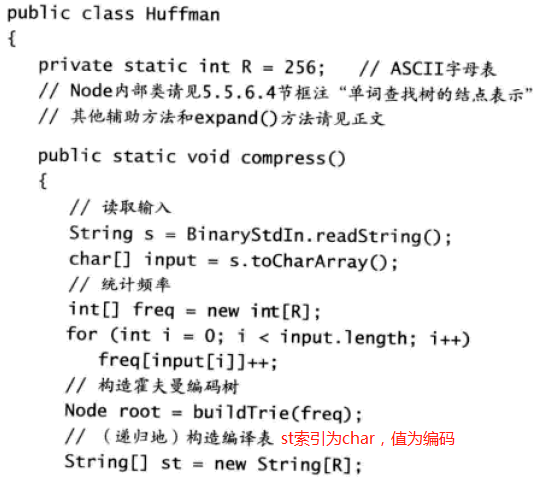 public class Huffman
{
private static int R = 256; // ASCII字母表
// Node内部类请见5.5.6.4节框注“单词查找树的结点表示”
// 其他辅助方法和expand()方法请见正文
public static void compress()
{
// 读取输入
String s = BinaryStdIn.readString();
char[] input = s.toCharArray();
// 统计频率
int[] freq = new int[R];
for (int i = 0; i < input.length; i++)
freq[input[i]]++;
// 构造霍夫曼编码树
Node root = buildTrie(freq);
// （递归地）构造编译表 st索引为char，值为编码
String[] st = new String[R];